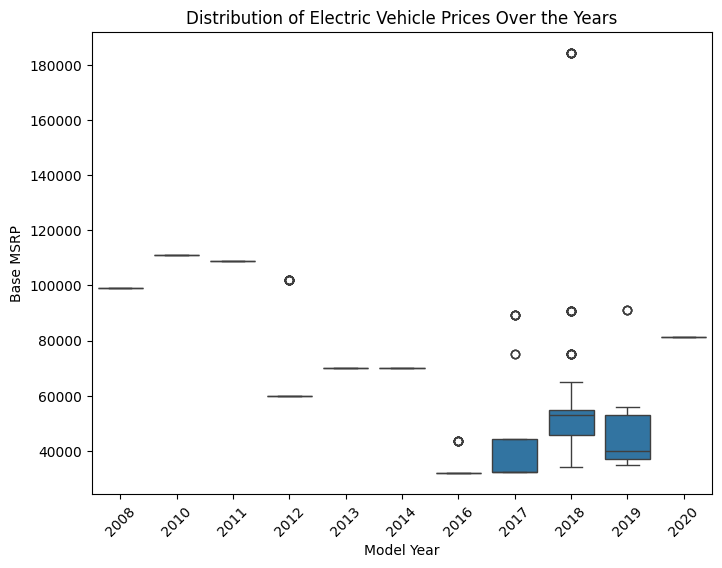 Distribution of Electric Vehicle Prices Over the Years
180000
160000
140000
120000
100000
80000
60000
40000
Base MSRP
2008 2010 2011 2012 2013 2014 2016 2017 2018 2019 2020
Model Year